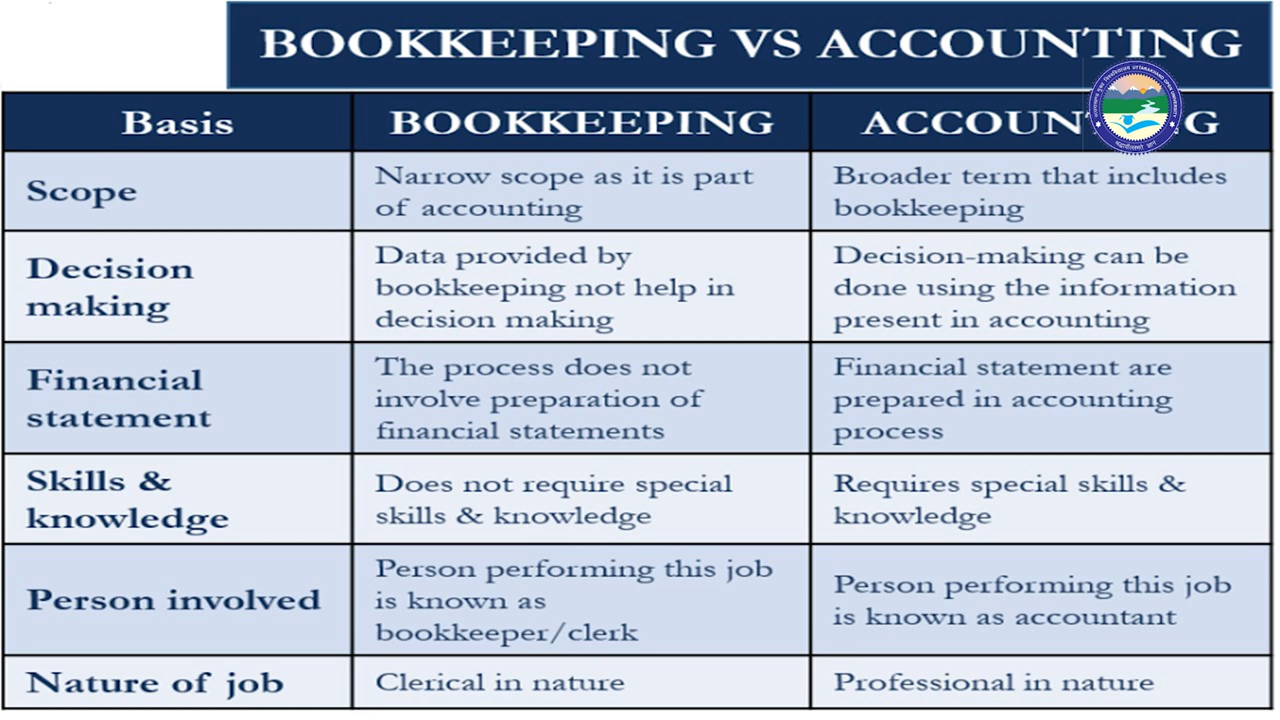 BOOKKEEPING VS ACCOUNTING
Basis
BOOKKEEPING
ACCOUN G
Scope
Narrow scope as it is part
of accounting
Broader term that includes
bookkeeping
Decision
making
Data provided by
bookkeeping not help in
decision making
Decision-making can be
done using the information
present in accounting
Financial
statement
The process does not
involve preparation of
financial statements
Financial statement are
prepared in accounting
process
Skills &
knowledge
Does not require special
skills & knowledge
Requires special skills &
knowledge
Person involved
Person performing this job
is known as
bookkeeper/clerk
Person performing this job
is known as accountant
Nature of job
Clerical in nature
Professional in nature
UTTARAKHAND OPEN UNIVERSITY